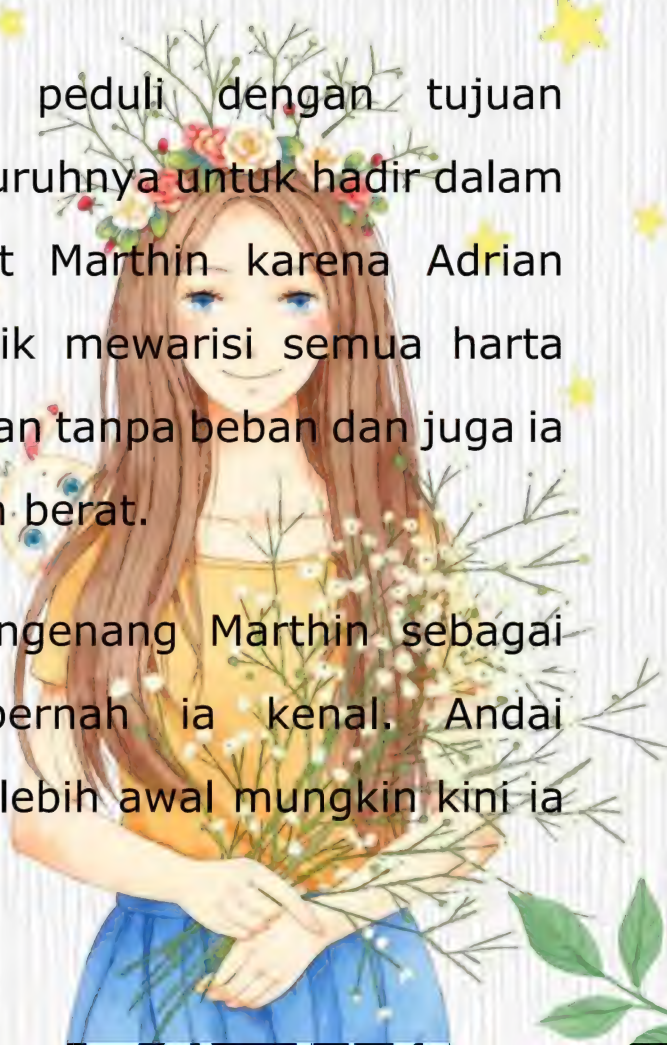 peduli dengan tujuan
uruhnya untuk hadir dalam
t Marthin karena Adrian
ik mewarisi semua harta
an tanpa beban dan juga ia
berat.
ngenang Marthin sebagai
pernah ia kenal. Andai
lebih awal mungkin kini ia